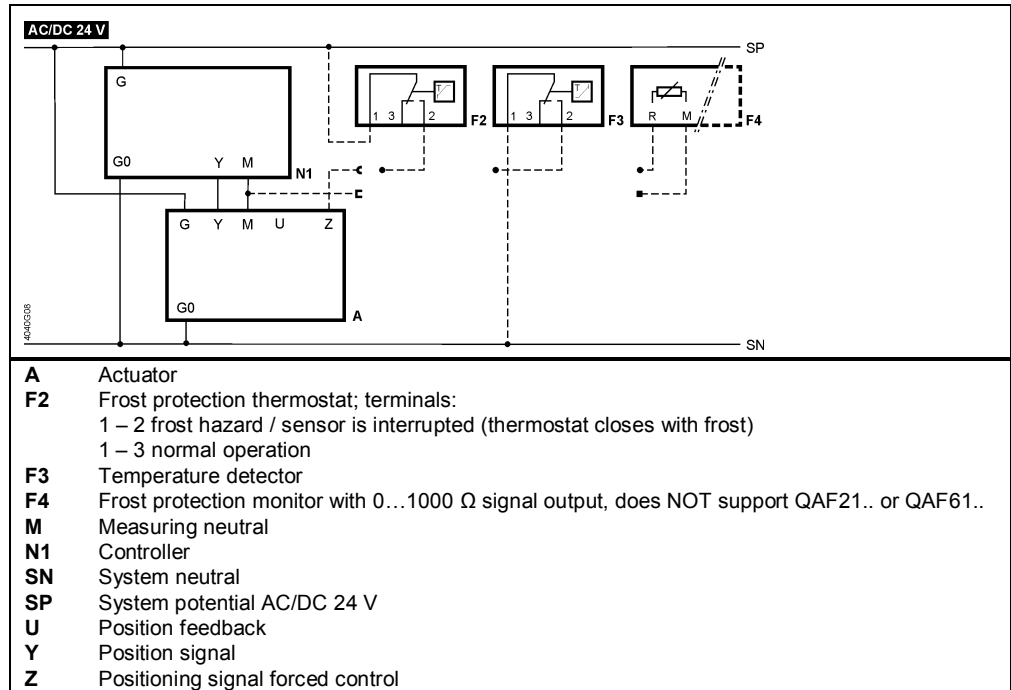 AC/DC 24 V
SP
G
G0 Y M
N1
1 3 2
F2
1 3 2
F3
R M
F4
G Y M U Z
G0
A
4040G08
SN
A Actuator
F2 Frost protection thermostat; terminals:
1 – 2 frost hazard / sensor is interrupted (thermostat closes with frost)
1 – 3 normal operation
F3 Temperature detector
F4 Frost protection monitor with 0…1000 Ω signal output, does NOT support QAF21.. or QAF61..
M Measuring neutral
N1 Controller
SN System neutral
SP System potential AC/DC 24 V
U Position feedback
Y Position signal
Z Positioning signal forced control